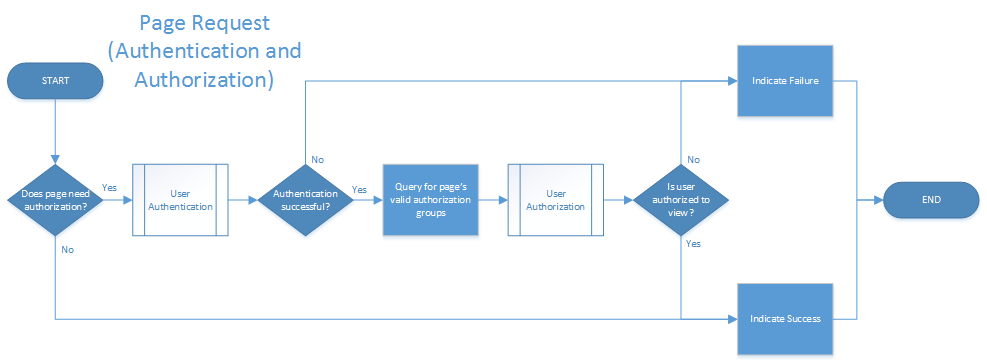 Page Request
(Authentication and
Authorization)
START
Indicate Failure
No
No
Does page need
authorization?
Yes
User
Authentication
Authentication
successful?
Yes
Query for page's
valid authorization
groups
User
Authorization
Is user
authorized to
view?
END
No
Yes
Indicate Success